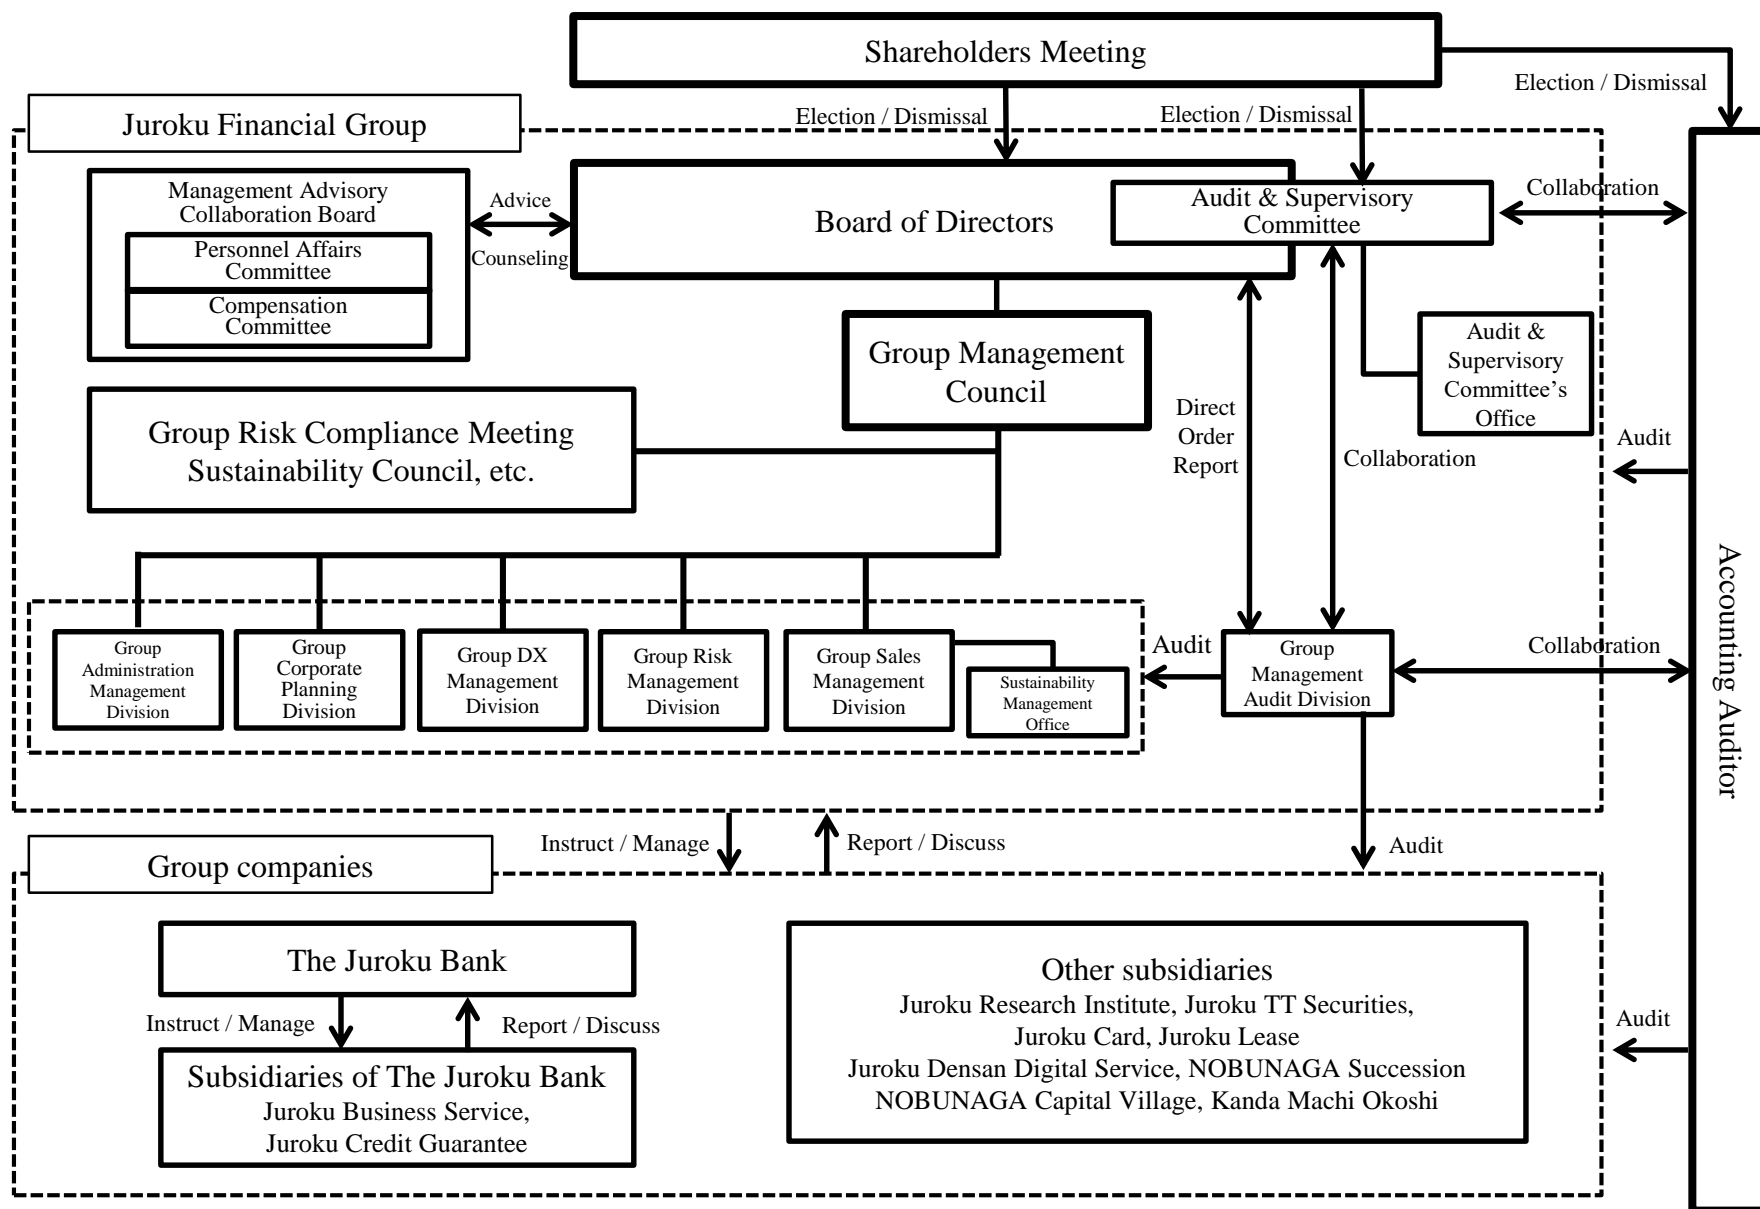 Shareholders Meeting
Election / Dismissal
Election / Dismissal
Election / Dismissal
Juroku Financial Group
Management Advisory
Collaboration Board
Personnel Affairs
Committee
Compensation
Committee
Advice
Counseling
Board of Directors
Audit & Supervisory
Committee
Collaboration
Group Management
Council
Audit &
Supervisory
Committee’s
Office
Group Risk Compliance Meeting
Sustainability Council, etc.
Direct
Order
Report
Collaboration
Audit
Accounting Auditor
Group
Administration
Management
Division
Group
Corporate
Planning
Division
Group DX
Management
Division
Group Risk
Management
Division
Group Sales
Management
Division
Sustainability
Management
Office
Audit
Group
Management
Audit Division
Collaboration
Instruct / Manage
Report / Discuss
Audit
Group companies
The Juroku Bank
Instruct / Manage
Report / Discuss
Subsidiaries of The Juroku Bank
Juroku Business Service,
Juroku Credit Guarantee
Other subsidiaries
Juroku Research Institute, Juroku TT Securities,
Juroku Card, Juroku Lease
Juroku Densan Digital Service, NOBUNAGA Succession
NOBUNAGA Capital Village, Kanda Machi Okoshi
Audit